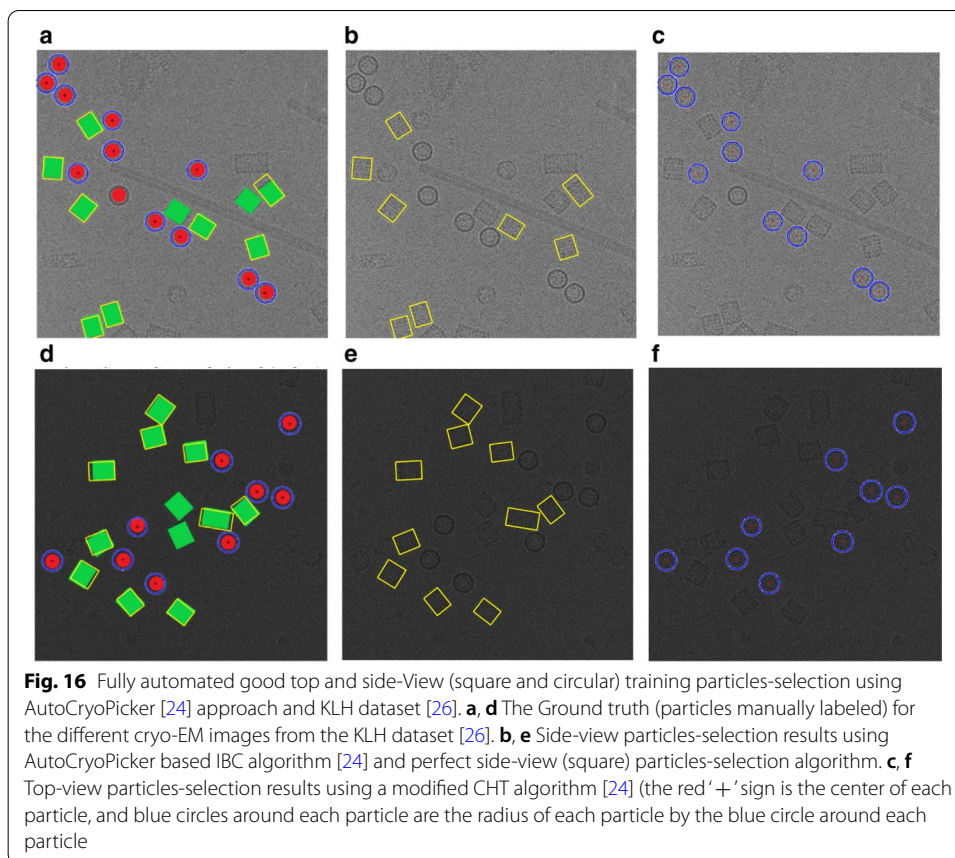 a
b
c
d
e
f
Fig. 16 Fully automated good top and side-View (square and circular) training particles-selection using
AutoCryoPicker [24] approach and KLH dataset [26]. a, d The Ground truth (particles manually labeled) for
the different cryo-EM images from the KLH dataset [26]. b, e Side-view particles-selection results using
AutoCryoPicker based IBC algorithm [24] and perfect side-view (square) particles-selection algorithm. c, f
Top-view particles-selection results using a modified CHT algorithm [24] (the red ‘+’ sign is the center of each
particle, and blue circles around each particle are the radius of each particle by the blue circle around each
particle